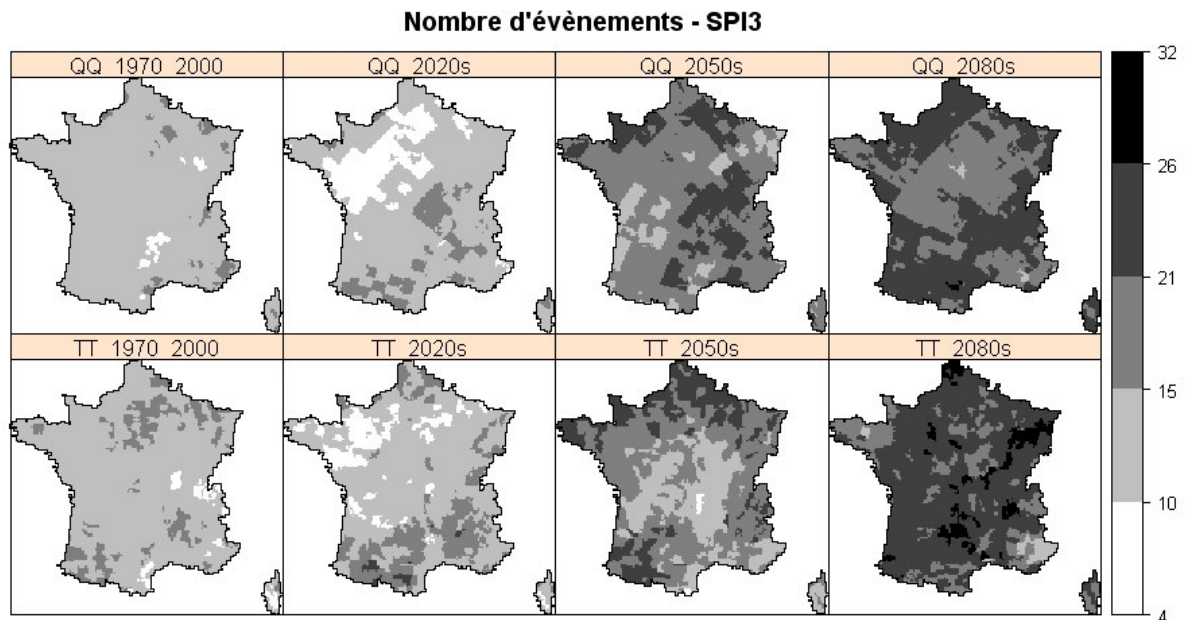 Nombre d'évènements - SPI3
QQ 1970 2000
QQ 2020s
QQ 2050s
QQ 2080s
TT 1970 2000
TT 2020s
TT 2050s
TT 2080s
32
26
21
15
10
4